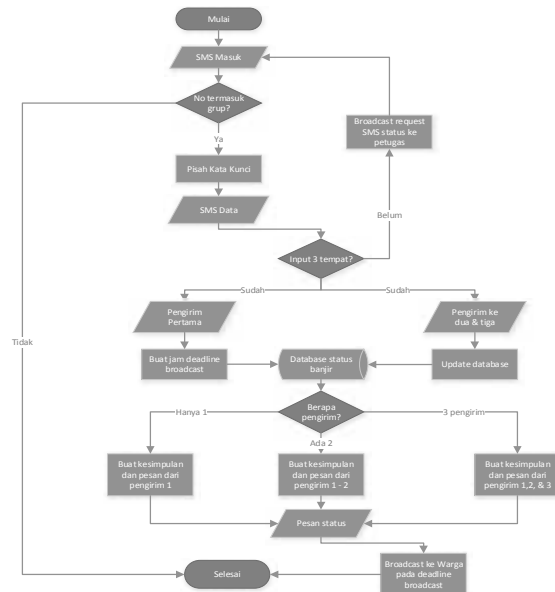 Mulai
SMS Masuk
No termasuk
grup?
Broadcast request
SMS status ke
petugas
Ya
Pisah Kata Kunci
SMS Data
Belum
Input 3 tempat?
Sudah
Sudah
Pengirim
Pertama
Pengirim ke
dua & tiga
Tidak
Buat jam deadline
broadcast
Database status
banjir
Update database
Berapa
pengirim?
Hanya 1
3 pengirim
Ada 2
Buat kesimpulan
dan pesan dari
pengirim 1
Buat kesimpulan
dan pesan dari
pengirim 1 - 2
Buat kesimpulan
dan pesan dari
pengirim 1,2, & 3
Pesan status
Broadcast ke Warga
pada deadline
broadcast
Selesai